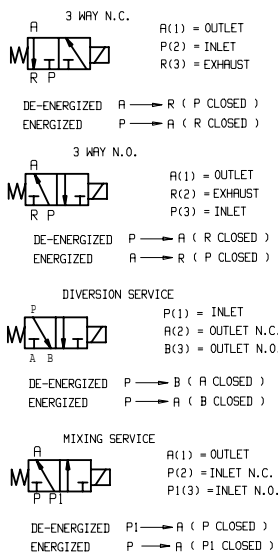 3 WAY N.C.
A
A(1) = OUTLET
P(2) = INLET
R P
R(3) = EXHAUST
DE-ENERGIZED A R ( P CLOSED )
ENERGIZED P A ( R CLOSED )
3 WAY N.O.
A
A(1) = OUTLET
R(2) = EXHAUST
R P
P(3) = INLET
DE-ENERGIZED P A ( R CLOSED )
ENERGIZED A R ( P CLOSED )
DIVERSION SERVICE
P
P(1) = INLET
A(2) = OUTLET N.C.
A B
B(3) = OUTLET N.O.
DE-ENERGIZED P B ( A CLOSED )
ENERGIZED P A ( B CLOSED )
MIXING SERVICE
A
A(1) = OUTLET
P(2) = INLET N.C.
P P1
P1(3) = INLET N.O.
DE-ENERGIZED P1 A ( P CLOSED )
ENERGIZED P A ( P1 CLOSED )